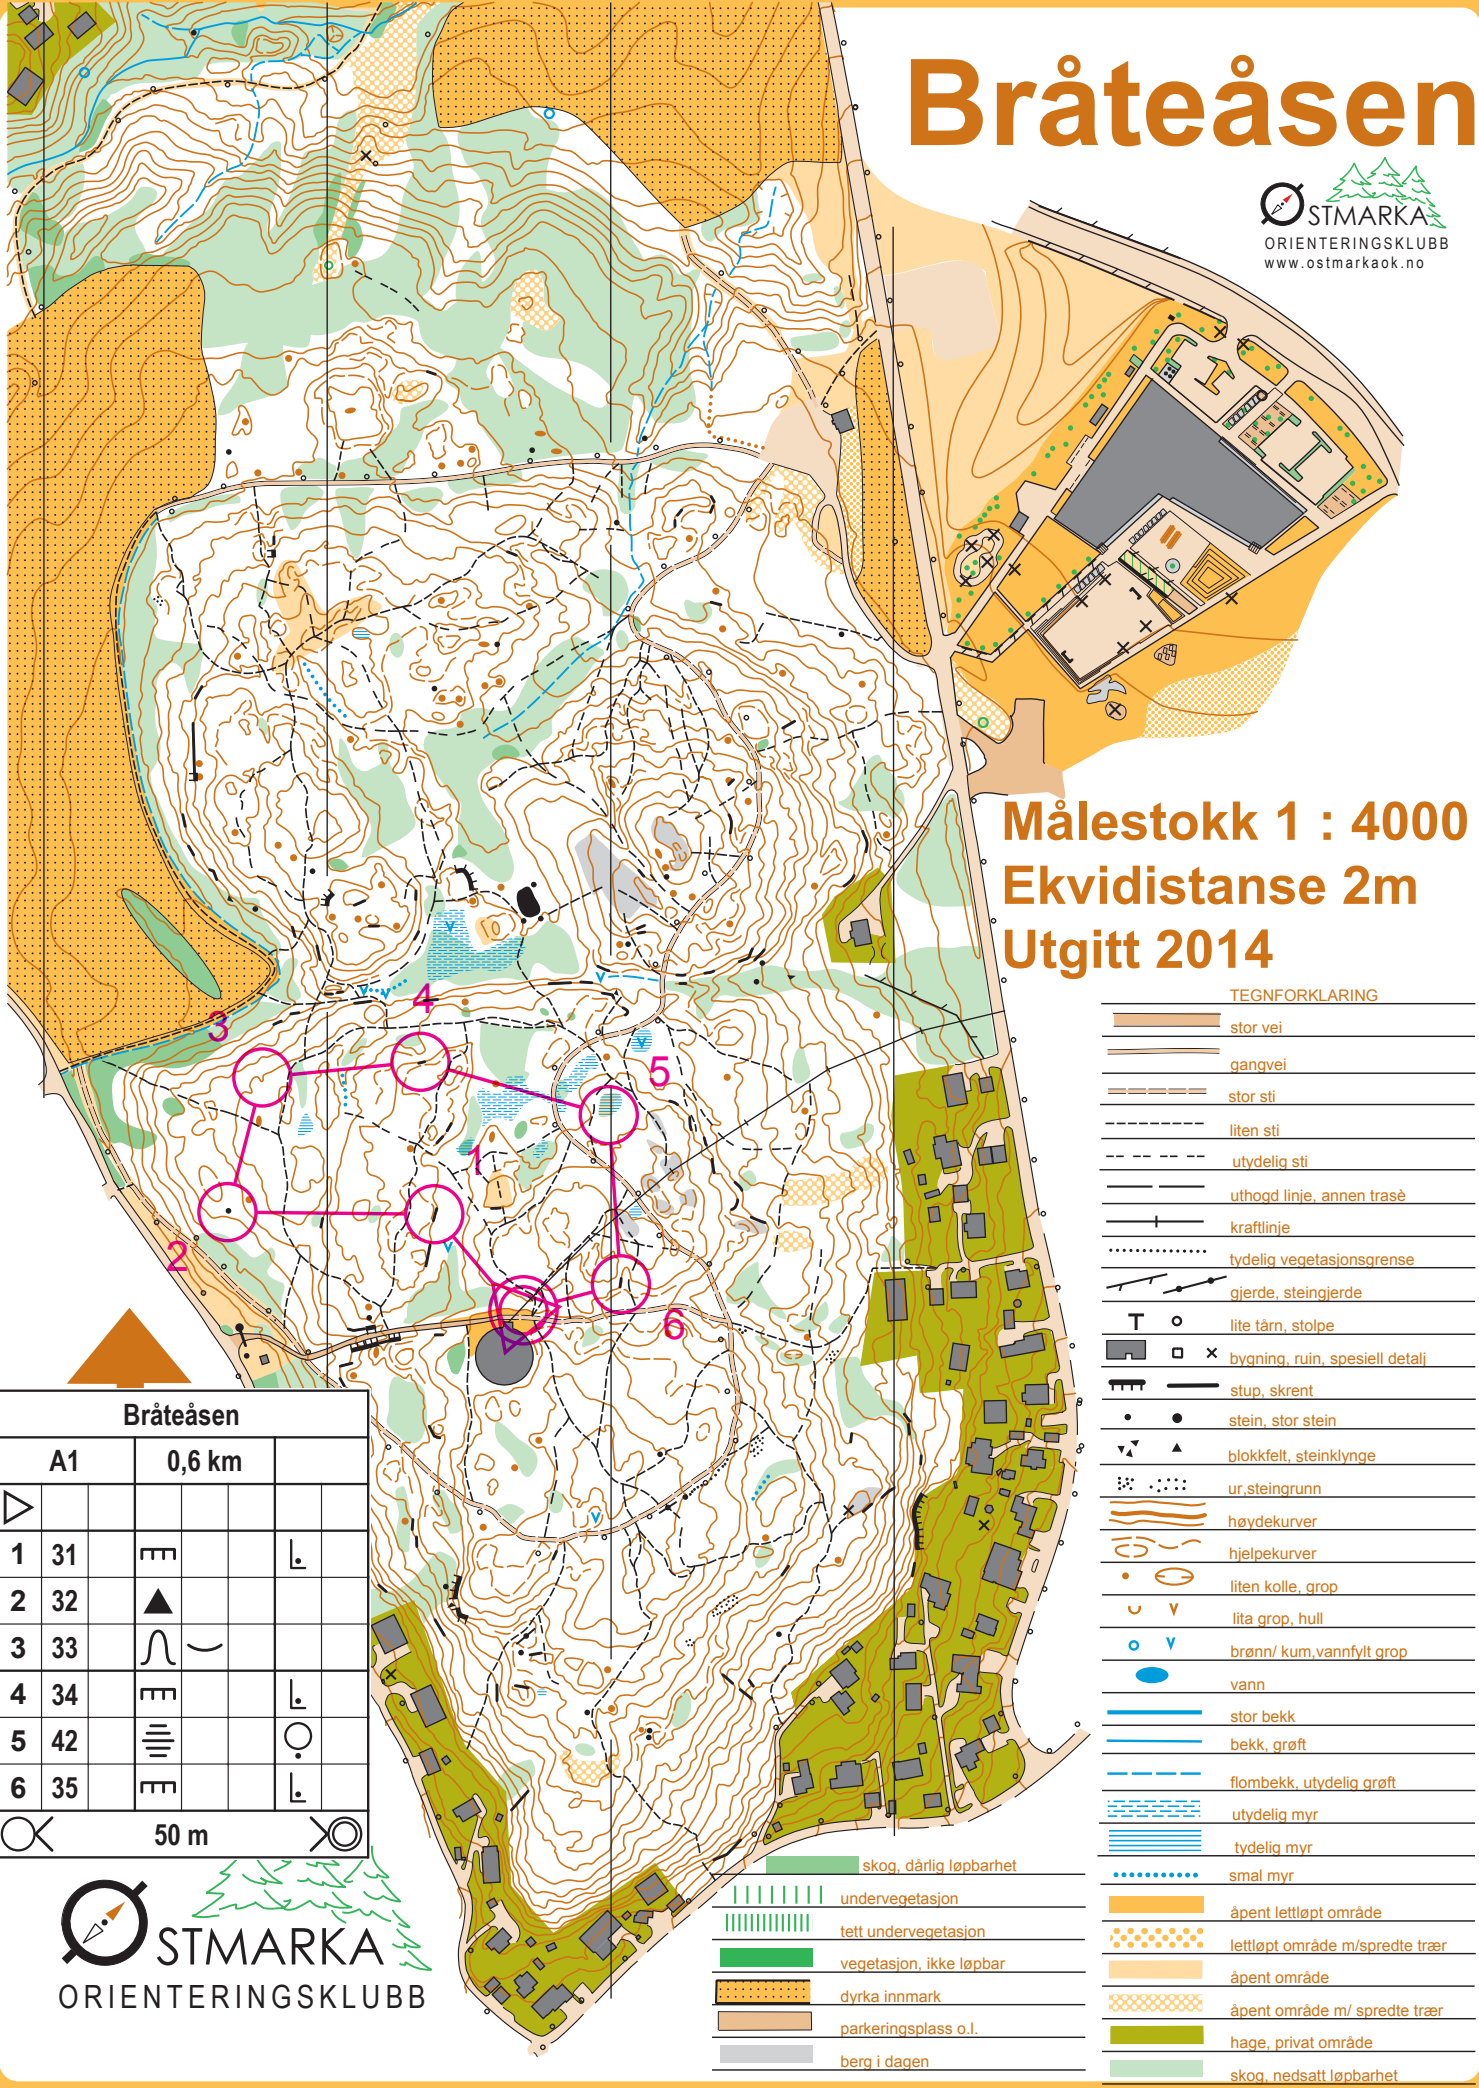 Bråteåsen
OSTMARKA
ORIENTERINGSKLUBB
www.ostmarkaok.no
Målestokk 1 : 4000
Ekvidistanse 2m
Utgitt 2014
3
4
5
1
2
6
TEGNFORKLARING
stor vei
gangvei
stor sti
liten sti
utydelig sti
uthogd linje, annen trasè
kraftlinje
tydelig vegetasjonsgrense
gjerde, steingjerde
lite tårn, stolpe
bygning, ruin, spesiell detalj
stup, skrent
stein, stor stein
blokkfelt, steinklynge
ur,steingrunn
høydekurver
hjelpekurver
liten kolle, grop
lita grop, hull
brønn/ kum,vannfylt grop
vann
stor bekk
bekk, grøft
flombekk, utydelig grøft
utydelig myr
tydelig myr
smal myr
åpent lettløpt område
lettløpt område m/spredte trær
åpent område
åpent område m/ spredte trær
hage, privat område
skog, nedsatt løpbarhet
skog, dårlig løpbarhet
undervegetasjon
tett undervegetasjon
vegetasjon, ikke løpbar
dyrka innmark
parkeringsplass o.l.
berg i dagen
Bråteåsen
A1 0,6 km
1 31
2 32
3 33
4 34
5 42
6 35
50 m
ØSTMARKA
ORIENTERINGSKLUBB